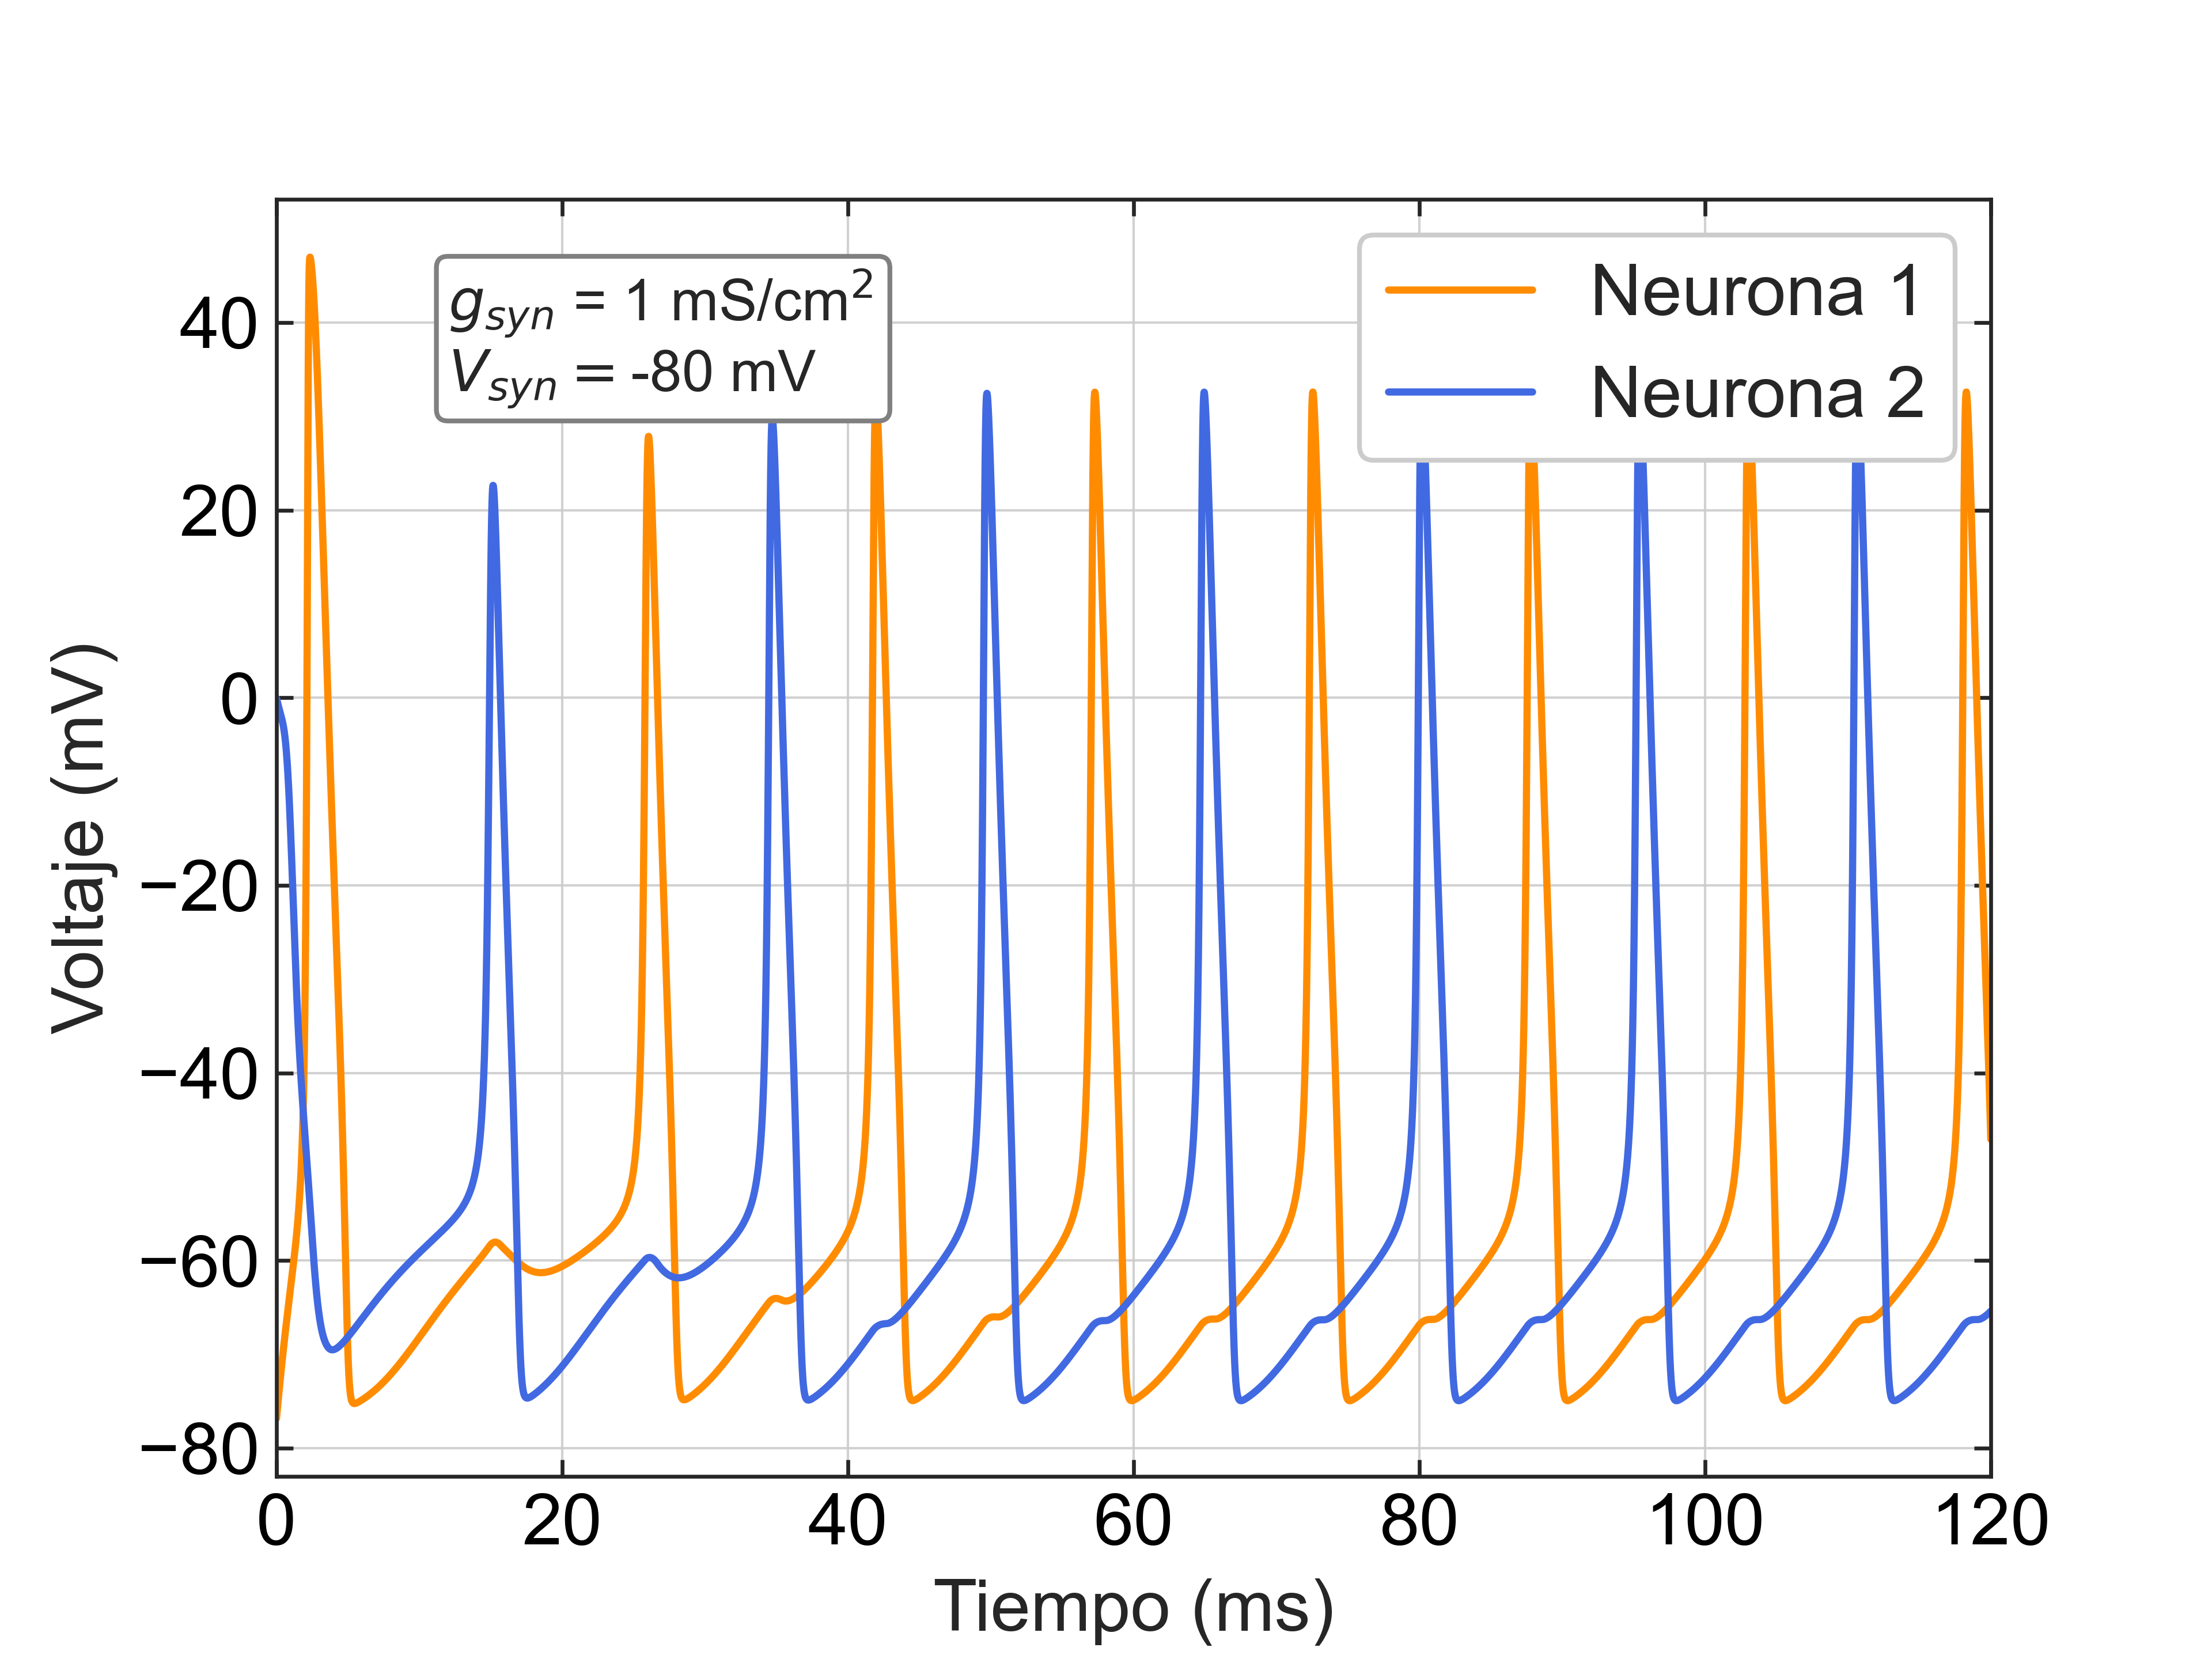 g_syn = 1 mS/cm²
V_syn = -80 mV
Neurona 1
Neurona 2
40
20
0
−20
−40
−60
−80
Voltaje (mV)
0 20 40 60 80 100 120
Tiempo (ms)